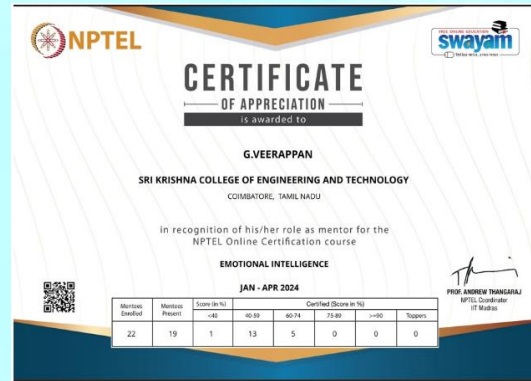 NPTEL
FREE ONLINE EDUCATION
swayam
CERTIFICATE
OF APPRECIATION
is awarded to
G.VEERAPPAN
SRI KRISHNA COLLEGE OF ENGINEERING AND TECHNOLOGY
COIMBATORE, TAMIL NADU
in recognition of his/her role as mentor for the
NPTEL Online Certification course
EMOTIONAL INTELLIGENCE
JAN - APR 2024
PROF. ANDREW THANGARAJ
NPTEL Coordinator
IIT Madras
Mentees Enrolled Mentees Present Score (in %) Certified (Score in %)
<40 40-59 60-74 75-89 >=90 Toppers
22 19 1 13 5 0 0 0